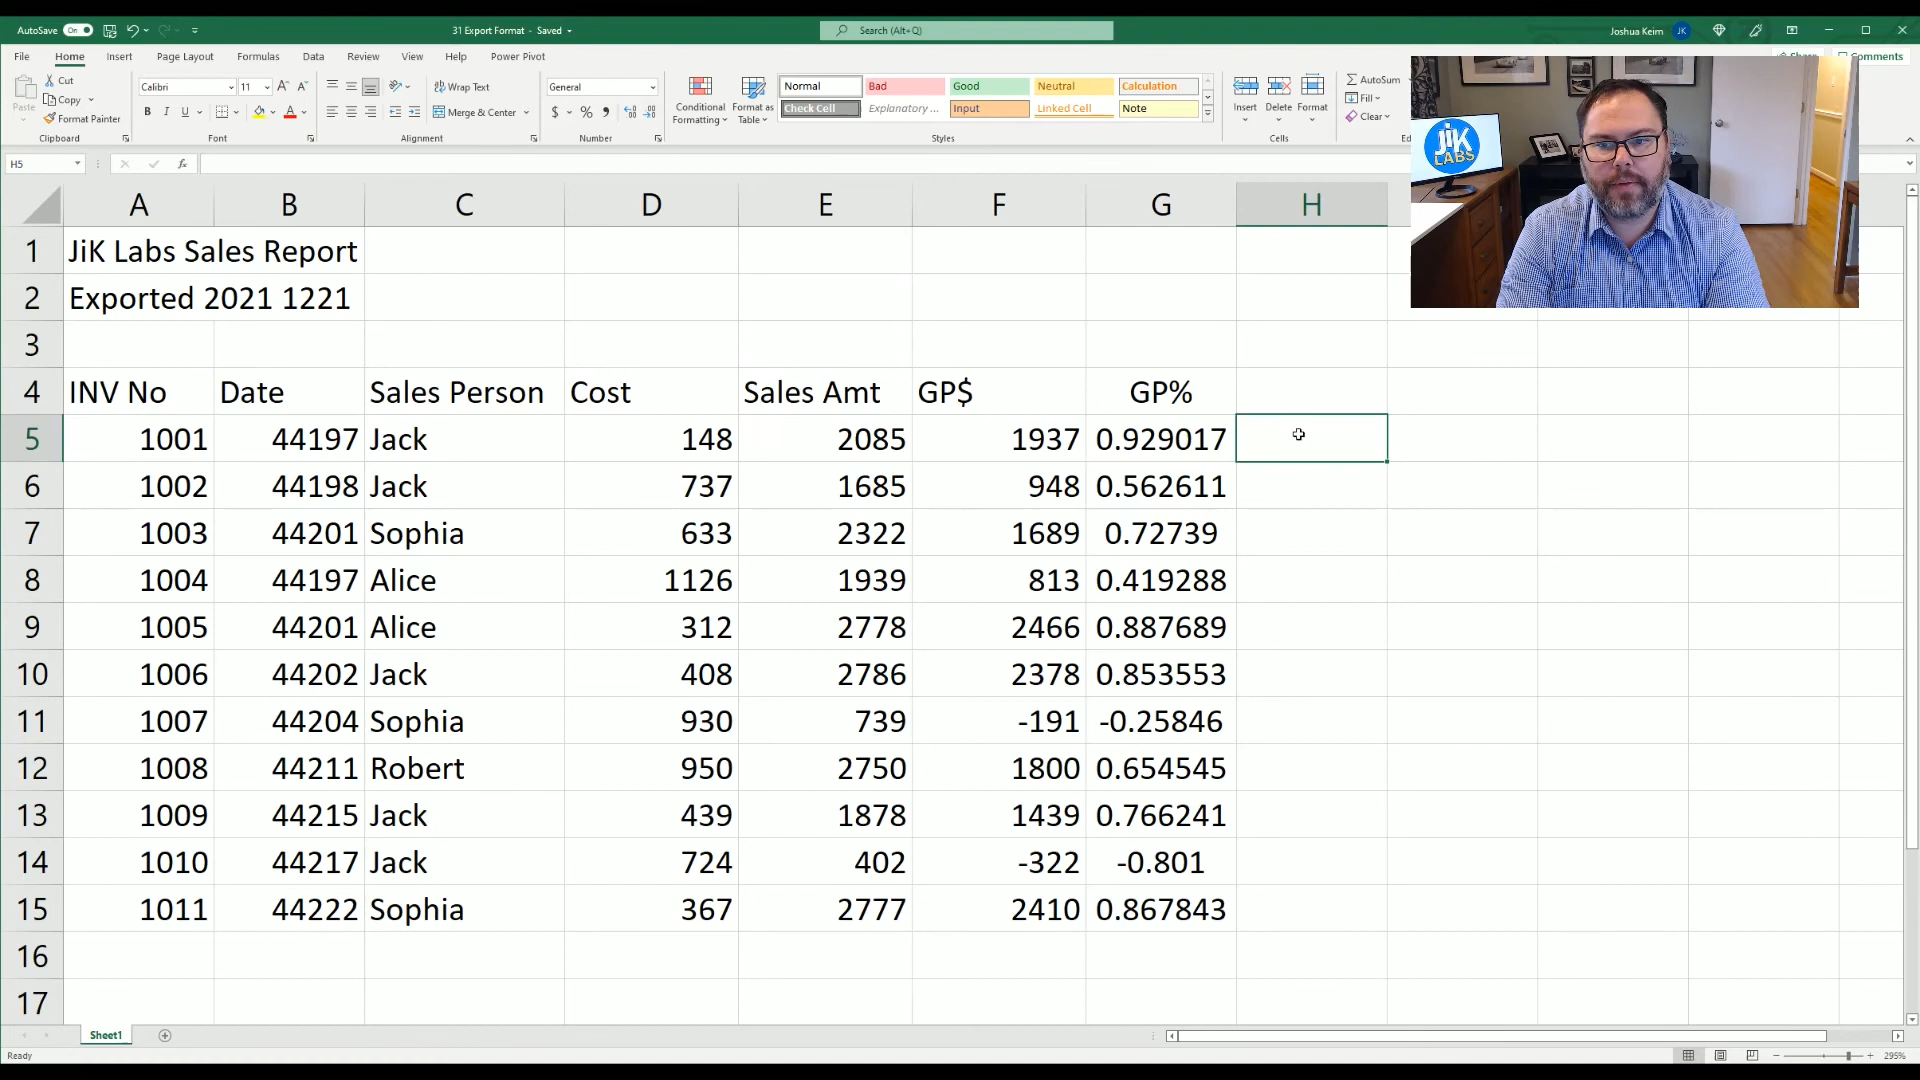 AutoSave On 31 Export Format - Saved Search (Alt+Q) Joshua Keim JK
File Home Insert Page Layout Formulas Data Review View Help Power Pivot Share Comments
Paste Cut Copy Format Painter Clipboard
Calibri 11 B I U Font
Wrap Text Merge & Center Alignment
General $ % Number
Conditional Formatting Format as Table
Normal Bad Good Neutral Calculation
Check Cell Explanatory ... Input Linked Cell Note
Styles
Insert Delete Format Cells
AutoSum Fill Clear
H5 fx
JiK LABS
A B C D E F G H
1 JiK Labs Sales Report
2 Exported 2021 1221
3
4 INV No Date Sales Person Cost Sales Amt GP$ GP%
5 1001 44197 Jack 148 2085 1937 0.929017
6 1002 44198 Jack 737 1685 948 0.562611
7 1003 44201 Sophia 633 2322 1689 0.72739
8 1004 44197 Alice 1126 1939 813 0.419288
9 1005 44201 Alice 312 2778 2466 0.887689
10 1006 44202 Jack 408 2786 2378 0.853553
11 1007 44204 Sophia 930 739 -191 -0.25846
12 1008 44211 Robert 950 2750 1800 0.654545
13 1009 44215 Jack 439 1878 1439 0.766241
14 1010 44217 Jack 724 402 -322 -0.801
15 1011 44222 Sophia 367 2777 2410 0.867843
16
17
Sheet1
Ready 295%